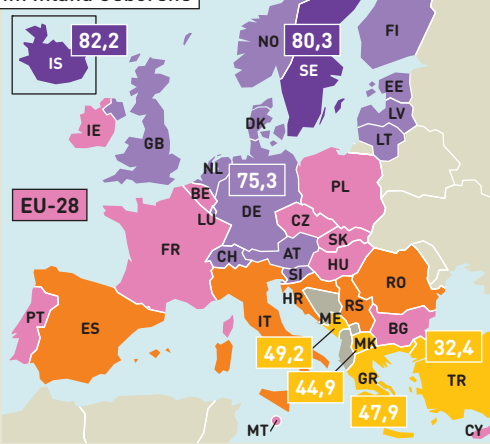 82,2
IS
NO
80,3
SE
FI
EE
LV
LT
DK
IE
GB
NL
75,3
BE
DE
PL
EU-28
LU
CZ
SK
FR
CH
AT
HU
SI
RO
HR
RS
PT
ES
IT
ME
BG
MK
49,2
32,4
44,9
GR
TR
47,9
MT
CY